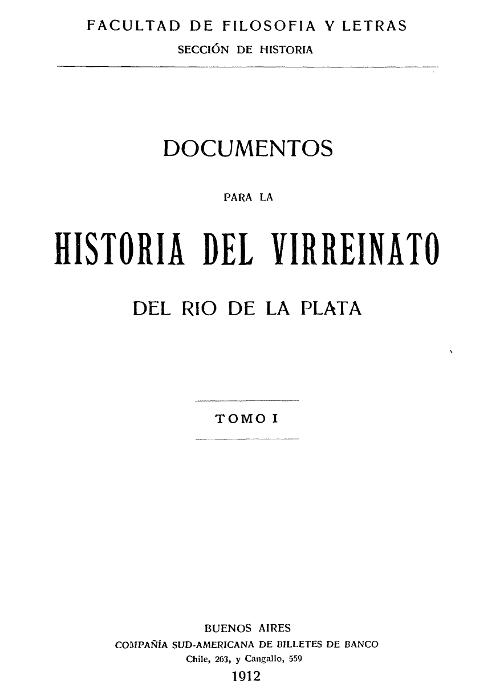 FACULTAD DE FILOSOFIA Y LETRAS
SECCIÓN DE HISTORIA
DOCUMENTOS
PARA LA
HISTORIA DEL VIRREINATO
DEL RIO DE LA PLATA
TOMO I
BUENOS AIRES
COMPAÑÍA SUD-AMERICANA DE BILLETES DE BANCO
Chile, 263, y Cangallo, 559
1912